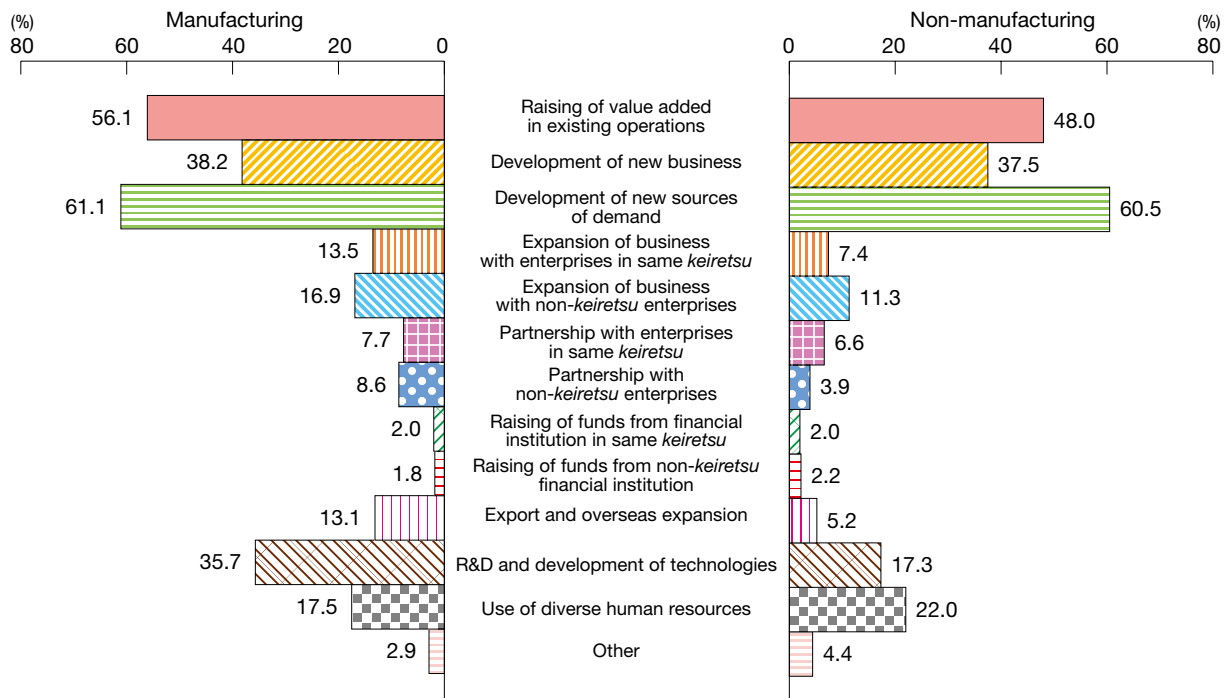 Manufacturing
Non-manufacturing
(%)
(%)
80 60 40 20 0
0 20 40 60 80
56.1
Raising of value added
in existing operations
48.0
38.2
Development of new business
37.5
61.1
Development of new sources
of demand
60.5
13.5
Expansion of business
with enterprises in same keiretsu
7.4
16.9
Expansion of business
with non-keiretsu enterprises
11.3
7.7
Partnership with enterprises
in same keiretsu
6.6
8.6
Partnership with
non-keiretsu enterprises
3.9
2.0
Raising of funds from financial
institution in same keiretsu
2.0
1.8
Raising of funds from non-keiretsu
financial institution
2.2
13.1
Export and overseas expansion
5.2
35.7
R&D and development of technologies
17.3
17.5
Use of diverse human resources
22.0
2.9
Other
4.4